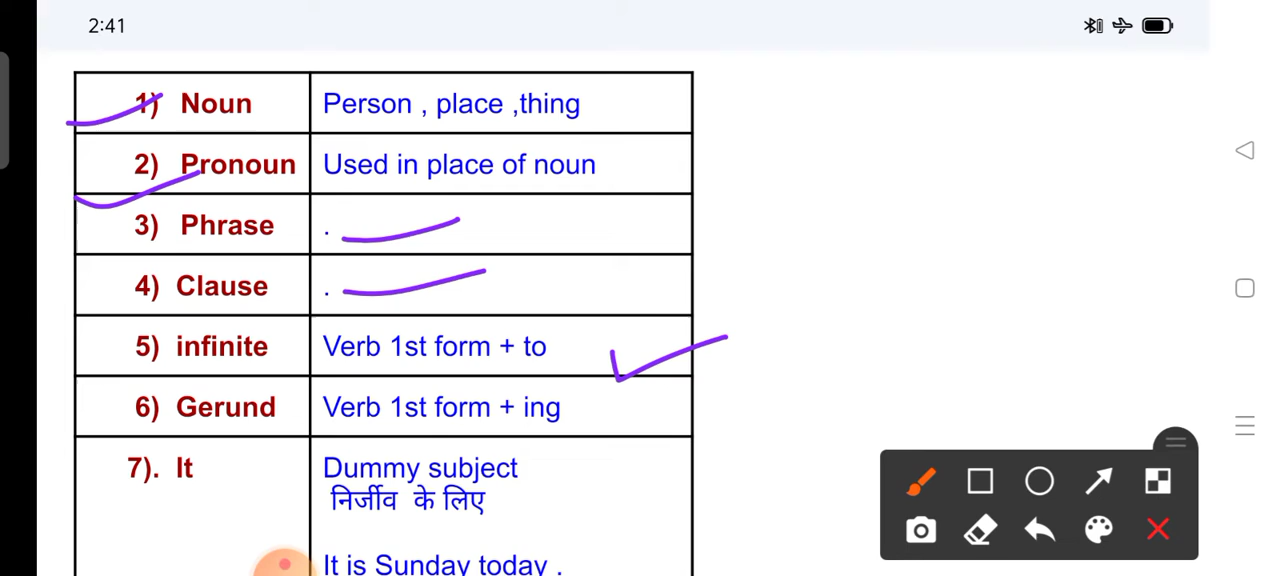 2:41
1) Noun Person , place ,thing
2) Pronoun Used in place of noun
3) Phrase .
4) Clause .
5) infinite Verb 1st form + to
6) Gerund Verb 1st form + ing
7). It Dummy subject
निर्जीव के लिए
It is Sunday today .